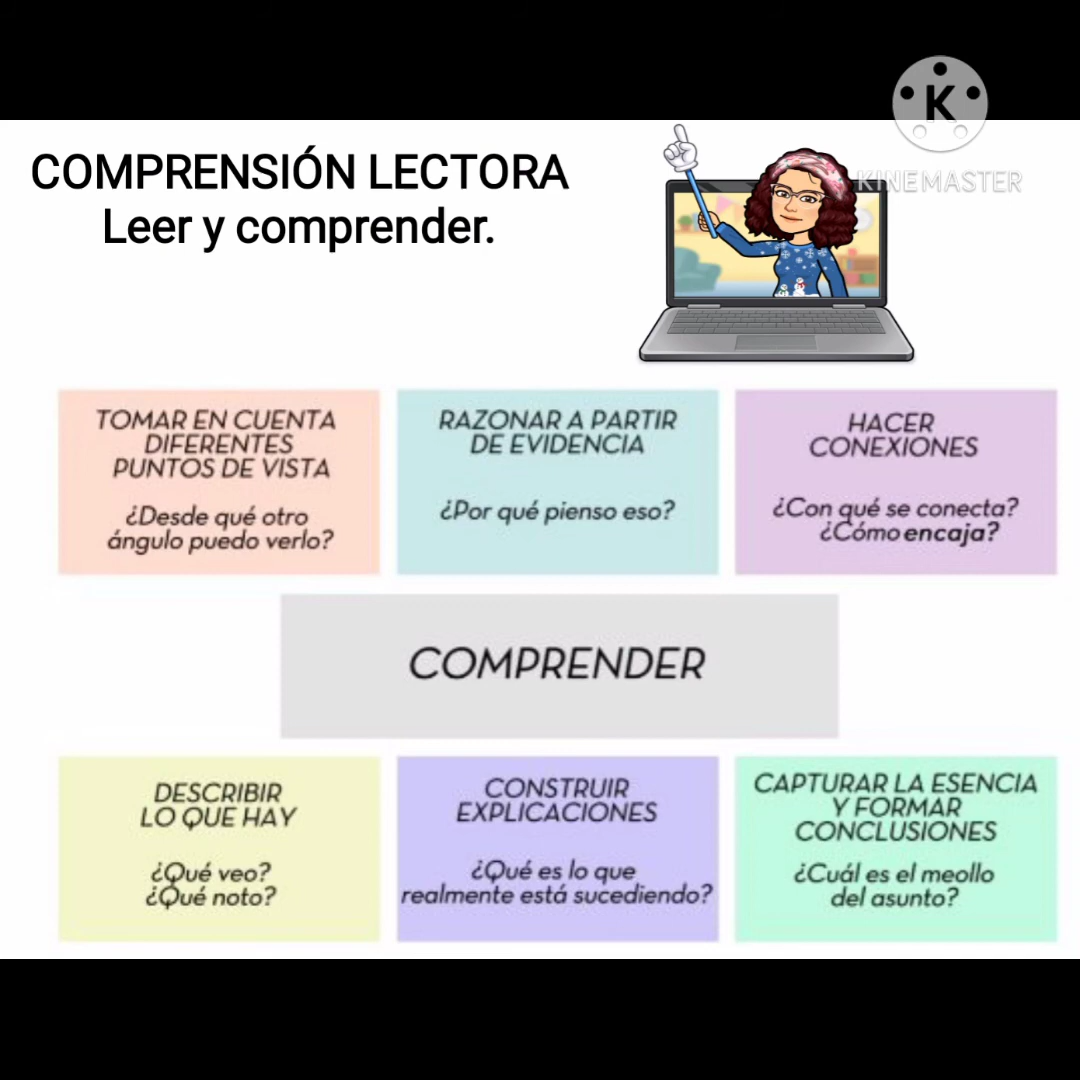 K
KINEMASTER
COMPRENSIÓN LECTORA
Leer y comprender.
TOMAR EN CUENTA
DIFERENTES
PUNTOS DE VISTA
¿Desde qué otro
ángulo puedo verlo?
RAZONAR A PARTIR
DE EVIDENCIA
¿Por qué pienso eso?
HACER
CONEXIONES
¿Con qué se conecta?
¿Cómo encaja?
COMPRENDER
DESCRIBIR
LO QUE HAY
¿Qué veo?
¿Qué noto?
CONSTRUIR
EXPLICACIONES
¿Qué es lo que
realmente está sucediendo?
CAPTURAR LA ESENCIA
Y FORMAR
CONCLUSIONES
¿Cuál es el meollo
del asunto?